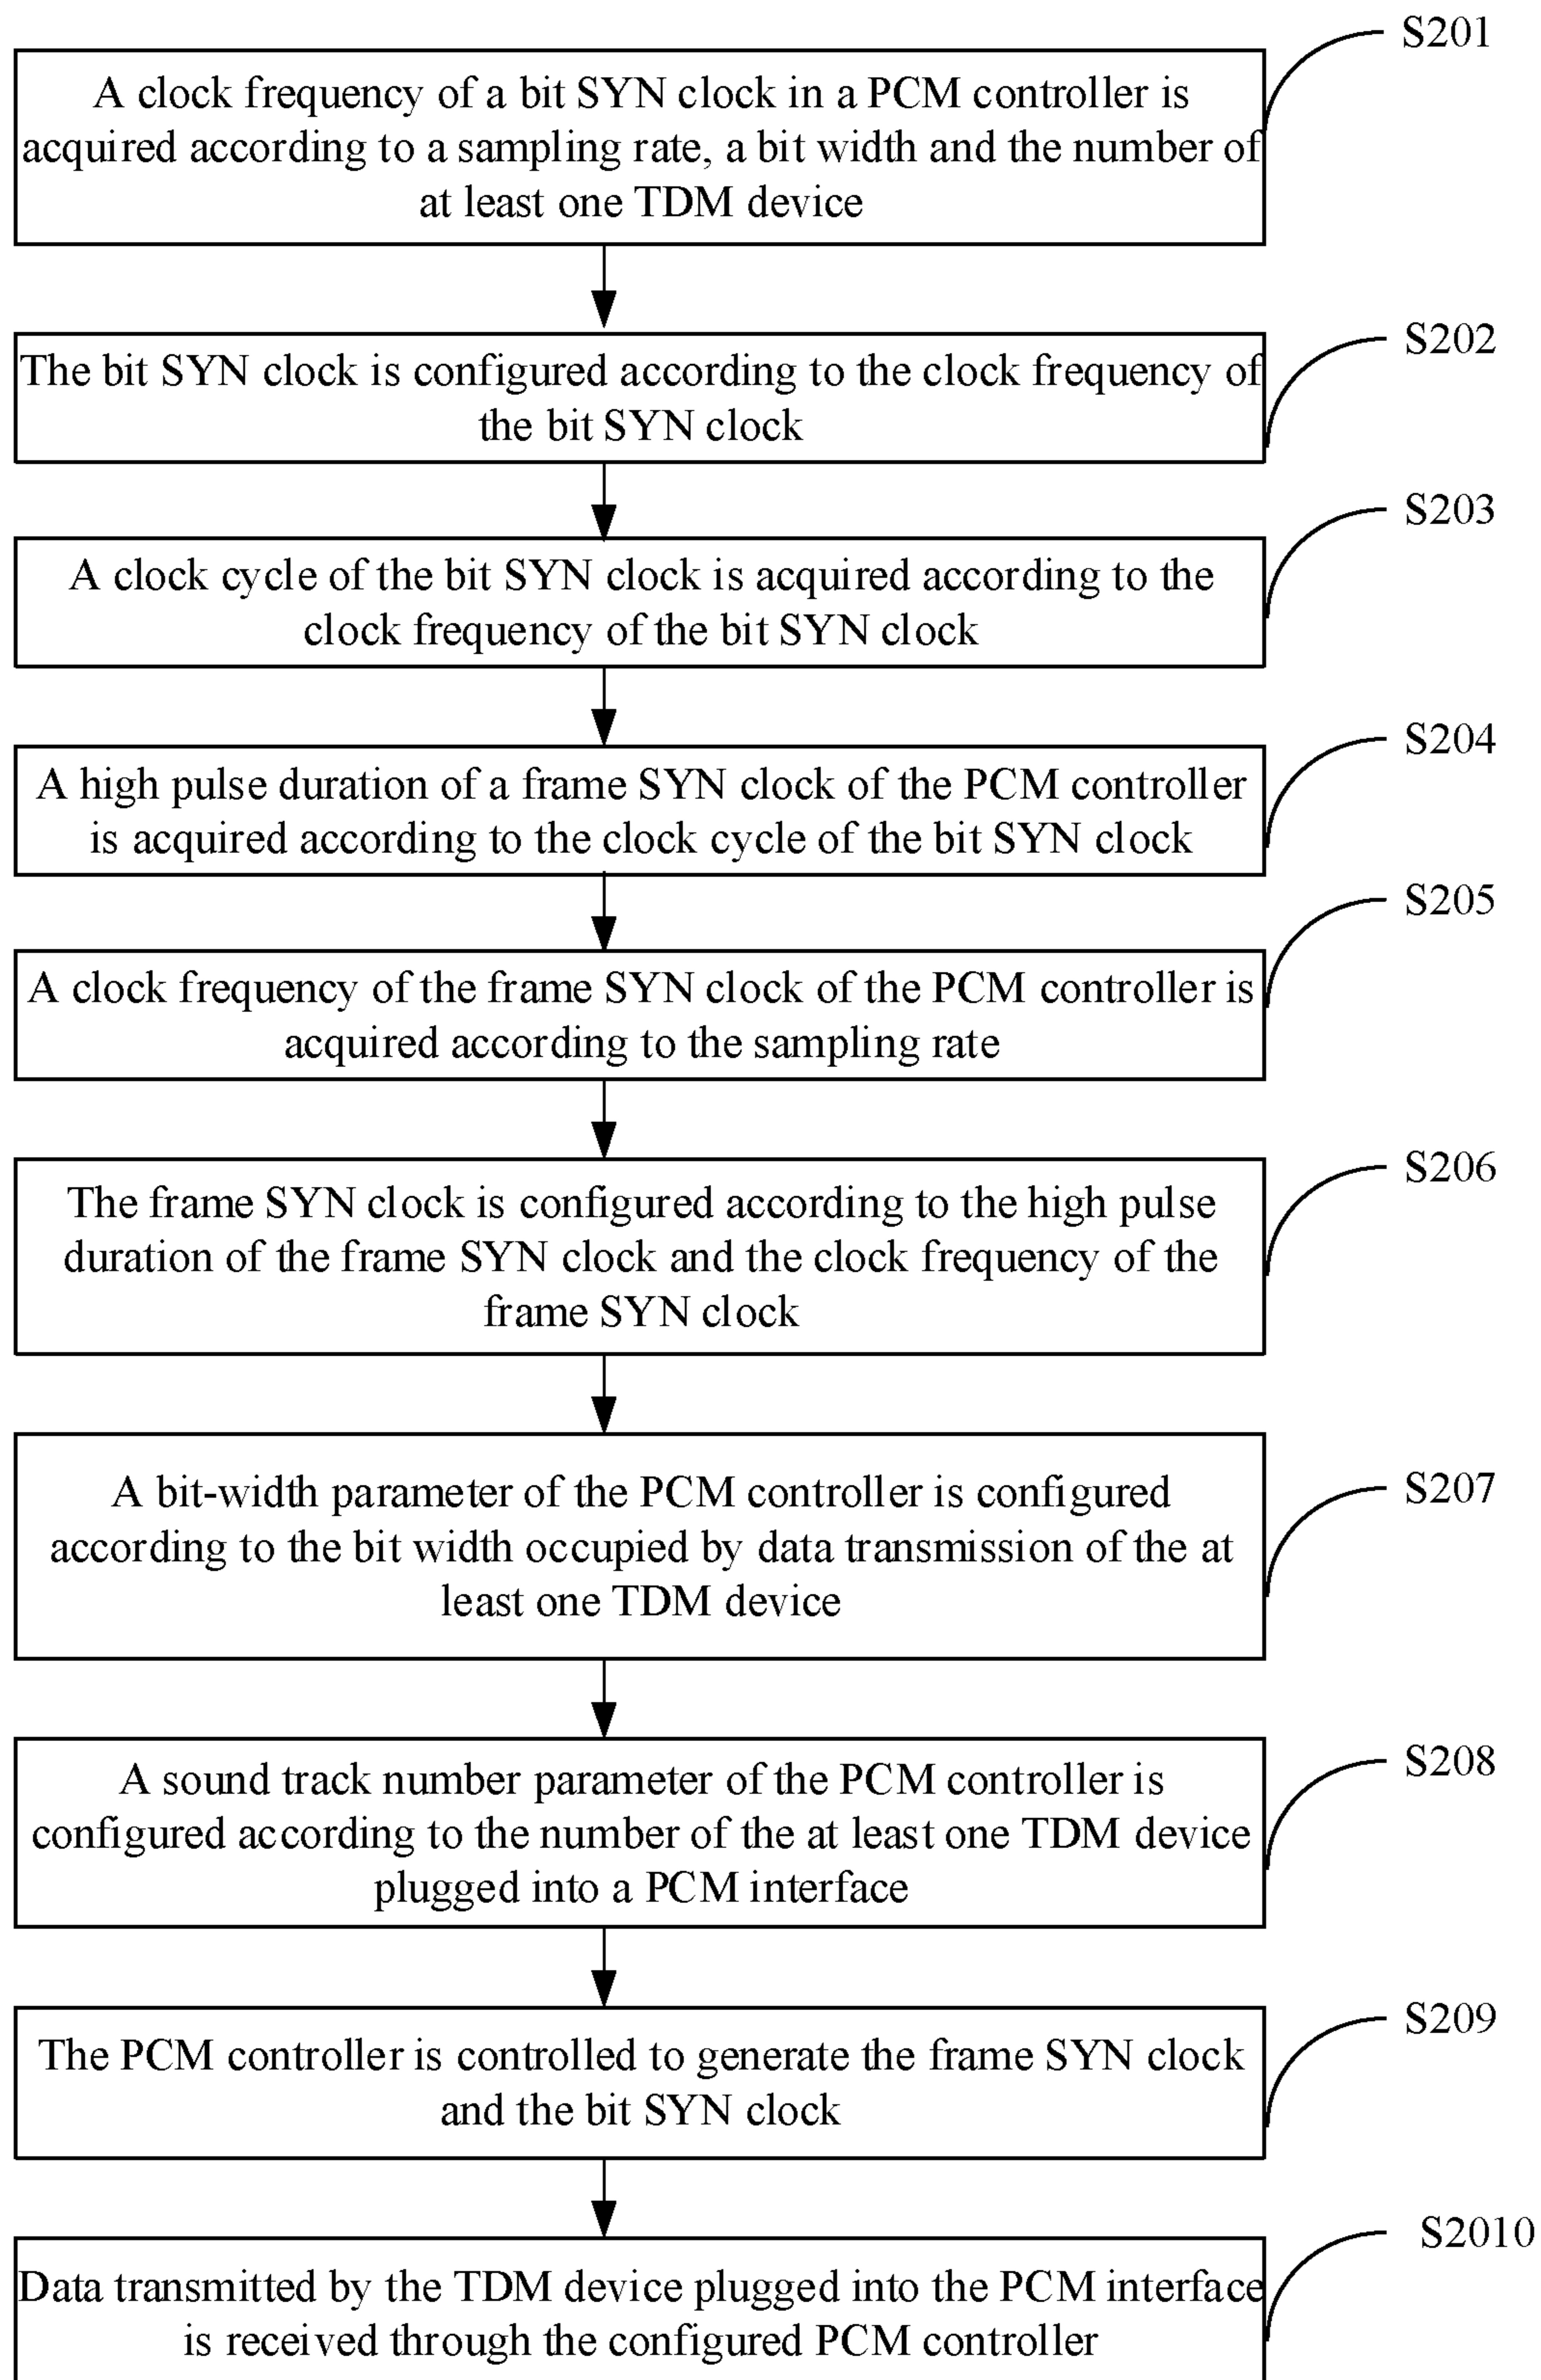 S201
A clock frequency of a bit SYN clock in a PCM controller is
acquired according to a sampling rate, a bit width and the number of
at least one TDM device
S202
The bit SYN clock is configured according to the clock frequency of
the bit SYN clock
S203
A clock cycle of the bit SYN clock is acquired according to the
clock frequency of the bit SYN clock
S204
A high pulse duration of a frame SYN clock of the PCM controller
is acquired according to the clock cycle of the bit SYN clock
S205
A clock frequency of the frame SYN clock of the PCM controller is
acquired according to the sampling rate
S206
The frame SYN clock is configured according to the high pulse
duration of the frame SYN clock and the clock frequency of the
frame SYN clock
S207
A bit-width parameter of the PCM controller is configured
according to the bit width occupied by data transmission of the at
least one TDM device
S208
A sound track number parameter of the PCM controller is
configured according to the number of the at least one TDM device
plugged into a PCM interface
S209
The PCM controller is controlled to generate the frame SYN clock
and the bit SYN clock
S2010
Data transmitted by the TDM device plugged into the PCM interface
is received through the configured PCM controller